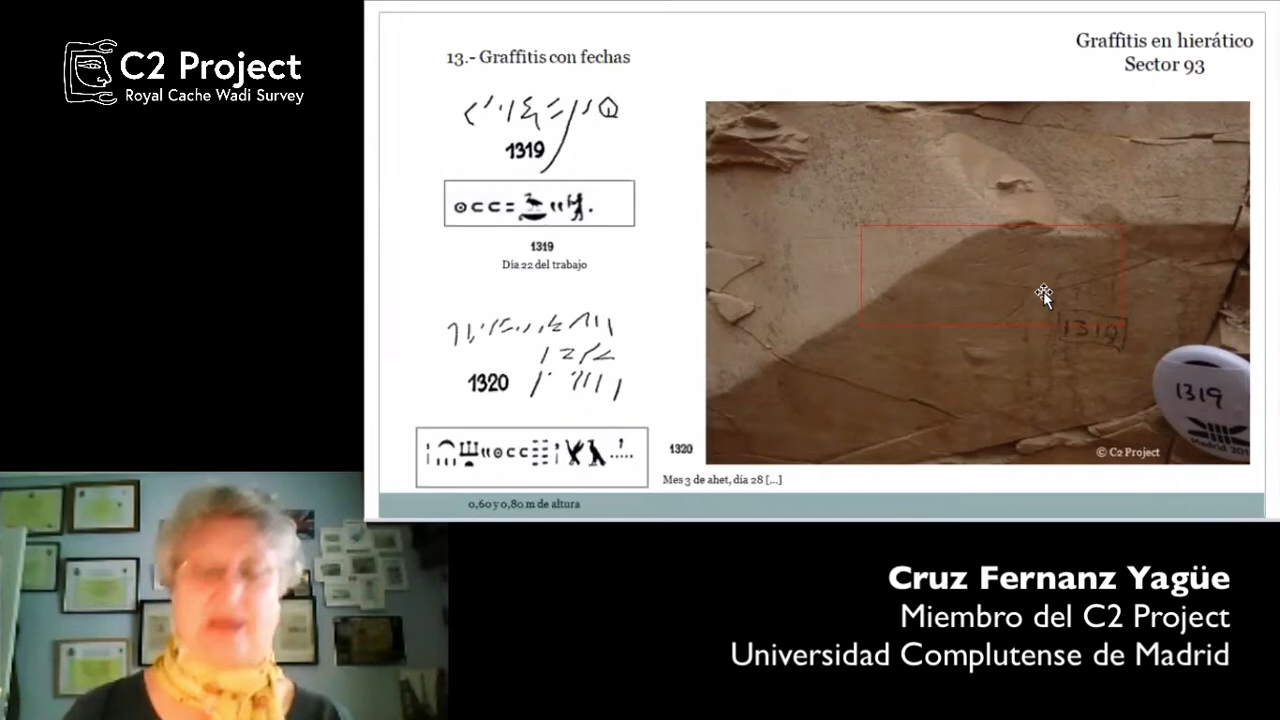 C2 Project
Royal Cache Wadi Survey
13.- Graffitis con fechas
Graffitis en hierático
Sector 93
1319
1319
Día 22 del trabajo
1320
1320
Mes 3 de ahet, día 28 [...]
0,60 y 0,80 m de altura
1319
1319
Madrid 201
© C2 Project
Cruz Fernanz Yagüe
Miembro del C2 Project
Universidad Complutense de Madrid